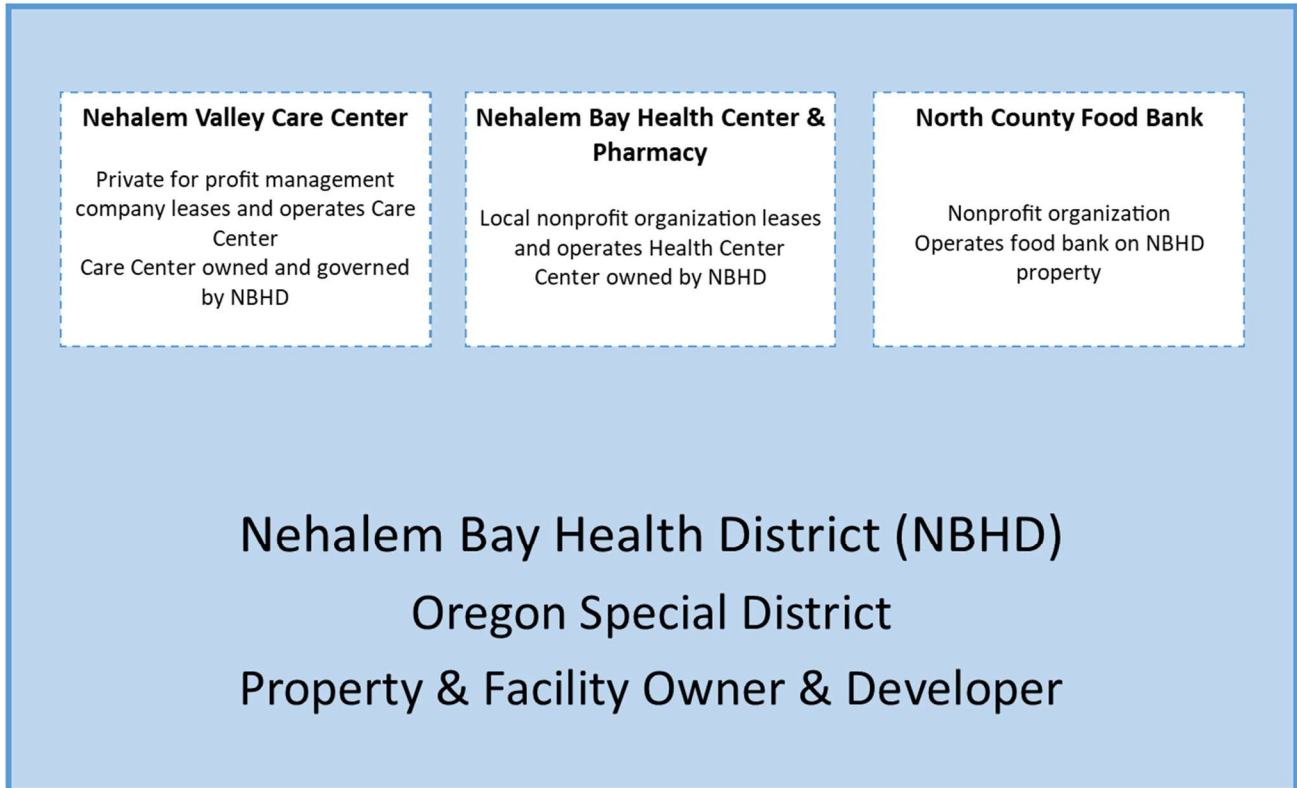 Nehalem Valley Care Center
Private for profit management
company leases and operates Care
Center
Care Center owned and governed
by NBHD
Nehalem Bay Health Center &
Pharmacy
Local nonprofit organization leases
and operates Health Center
Center owned by NBHD
North County Food Bank
Nonprofit organization
Operates food bank on NBHD
property
Nehalem Bay Health District (NBHD)
Oregon Special District
Property & Facility Owner & Developer